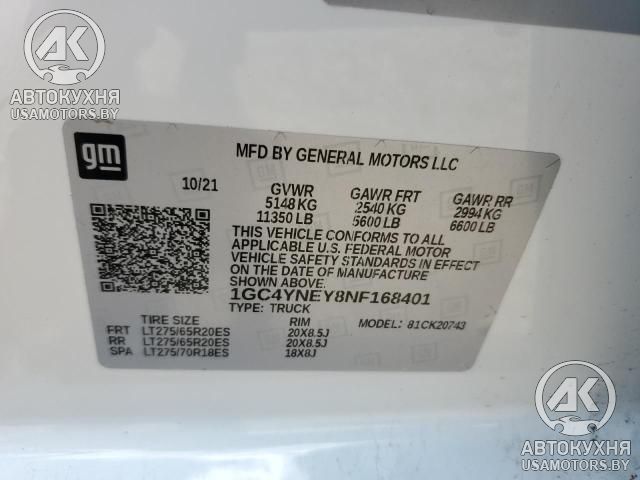 AK
АВТОКУХНЯ
USAMOTORS.BY
gm
MFD BY GENERAL MOTORS LLC
10/21 GVWR GAWR FRT GAWR RR
5148 KG 2540 KG 2994 KG
11350 LB 5600 LB 6600 LB
THIS VEHICLE CONFORMS TO ALL
APPLICABLE U.S. FEDERAL MOTOR
VEHICLE SAFETY STANDARDS IN EFFECT
ON THE DATE OF MANUFACTURE
SHOWN ABOVE.
1GC4YNEY8NF168401
TYPE: TRUCK
TIRE SIZE RIM MODEL: 81CK20743
FRT LT275/65R20ES 20X8.5J
RR LT275/65R20ES 20X8.5J
SPA LT275/70R18ES 18X8J
AK
АВТОКУХНЯ
USAMOTORS.BY